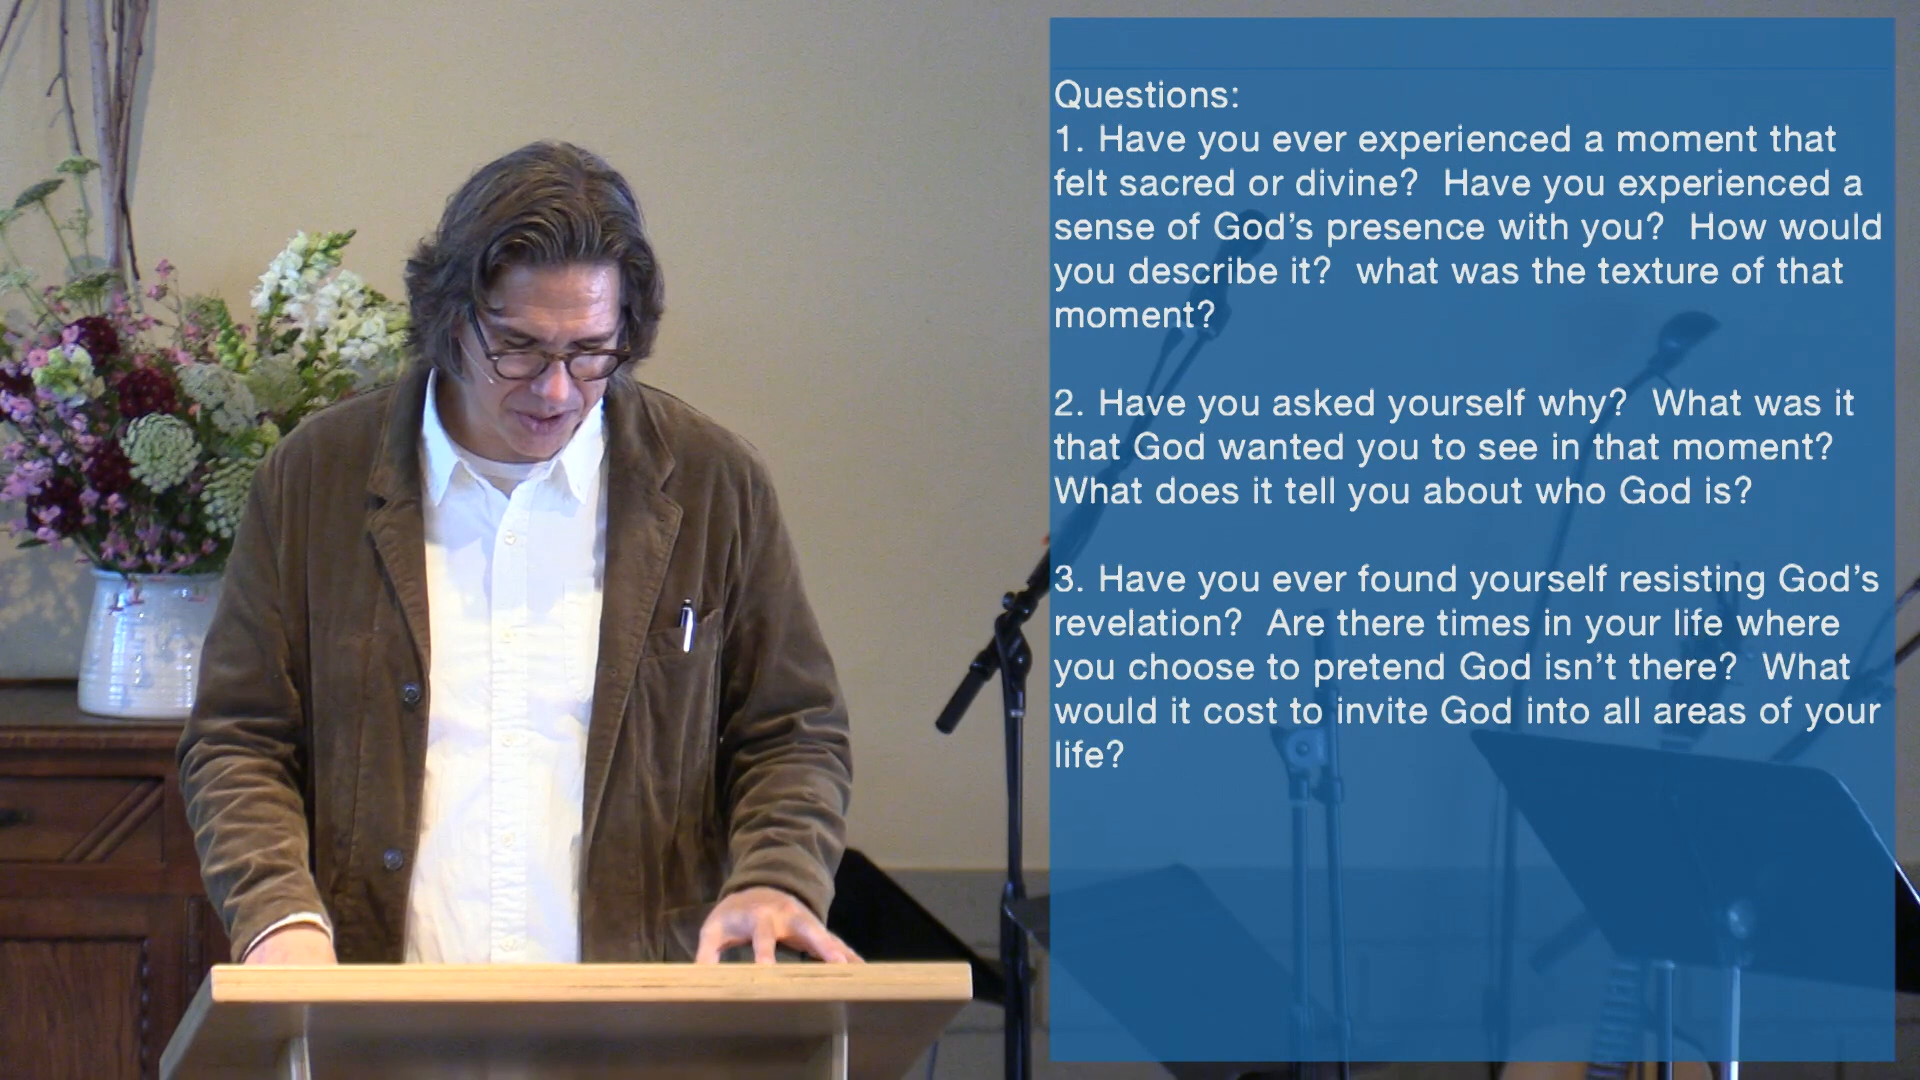 Questions:
1. Have you ever experienced a moment that
felt sacred or divine?  Have you experienced a
sense of God’s presence with you?  How would
you describe it?  what was the texture of that
moment?
2. Have you asked yourself why?  What was it
that God wanted you to see in that moment?
What does it tell you about who God is?
3. Have you ever found yourself resisting God’s
revelation?  Are there times in your life where
you choose to pretend God isn’t there?  What
would it cost to invite God into all areas of your
life?